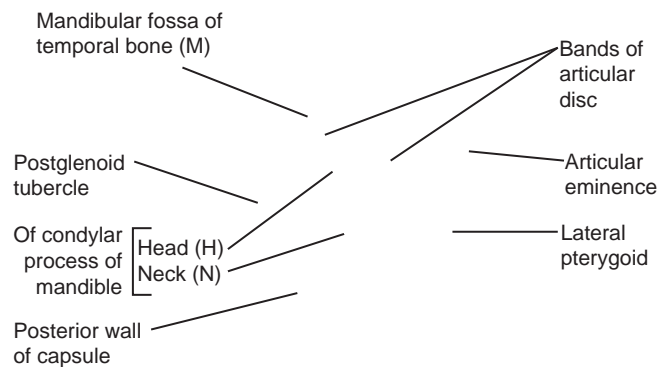 Mandibular fossa of
temporal bone (M)
Bands of
articular
disc
Postglenoid
tubercle
Articular
eminence
Of condylar
process of
mandible
Head (H)
Neck (N)
Lateral
pterygoid
Posterior wall
of capsule